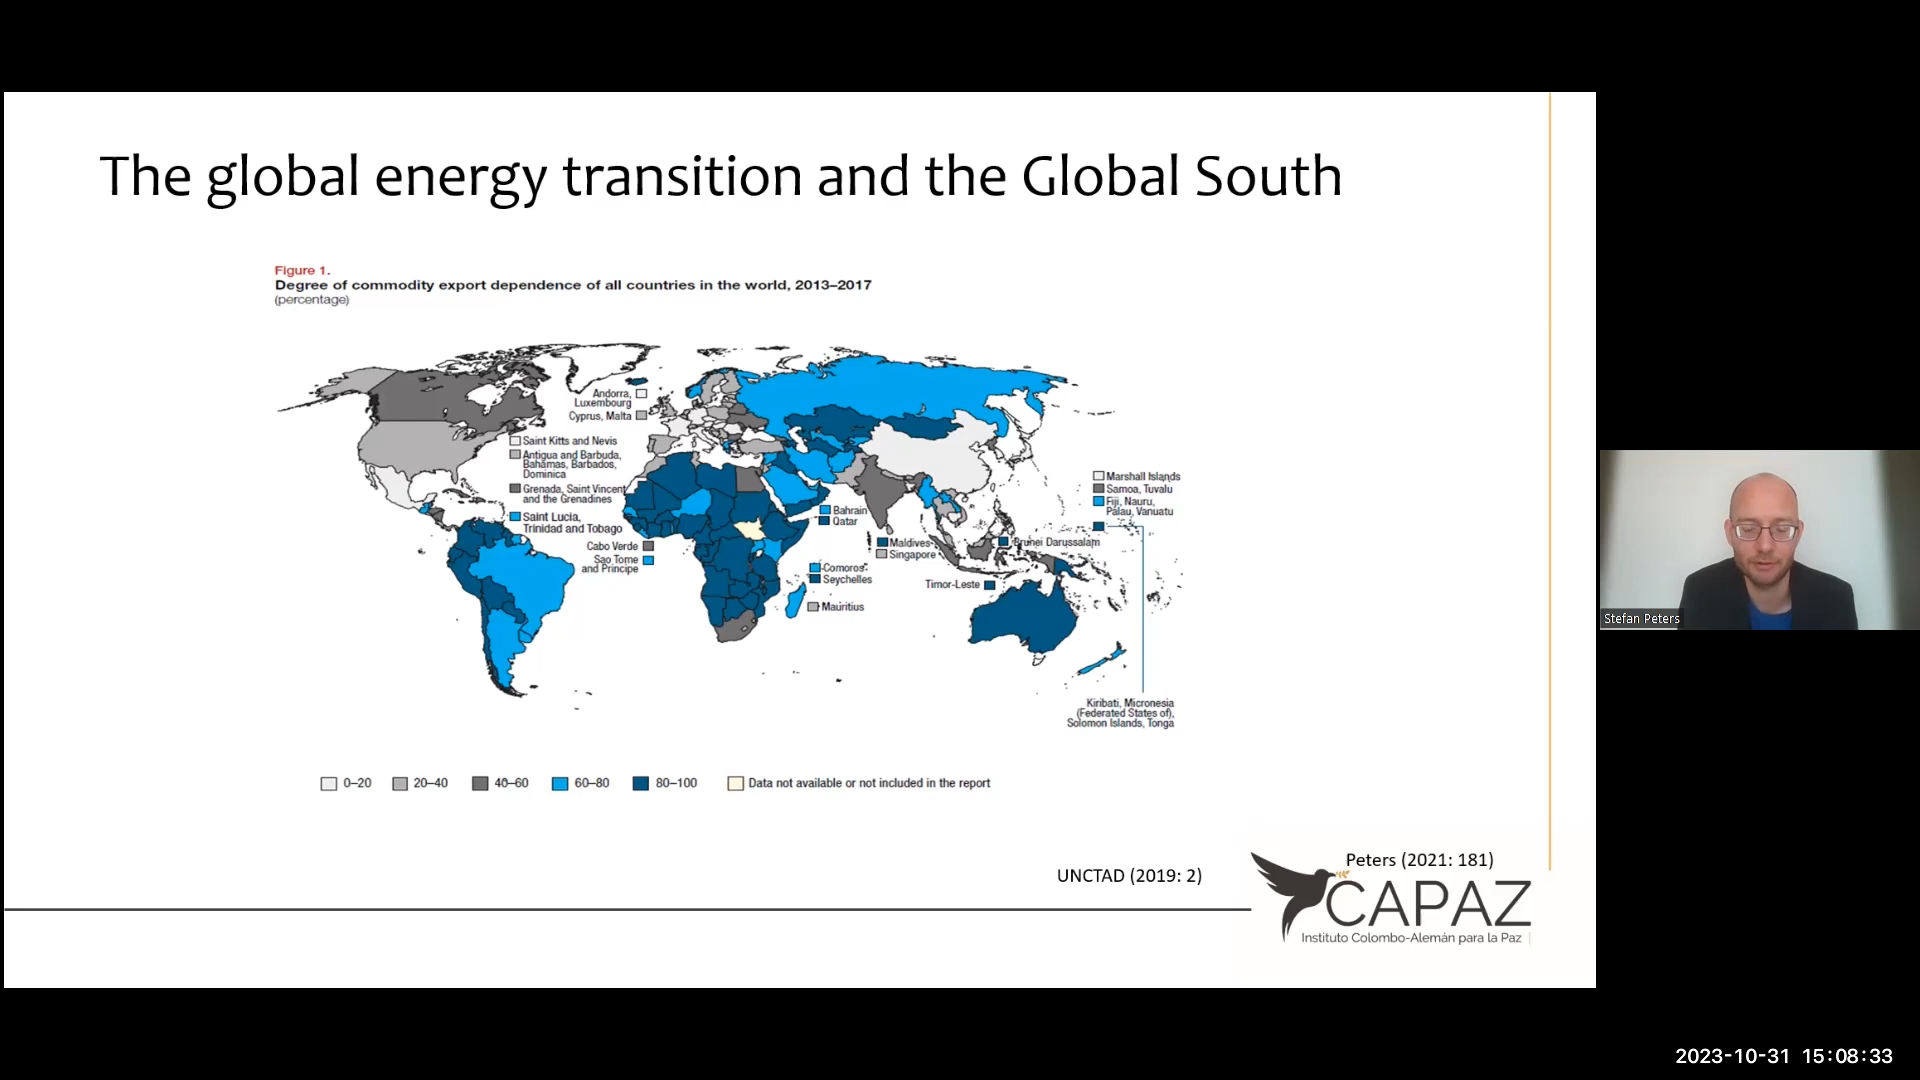 The global energy transition and the Global South
Figure 1.
Degree of commodity export dependence of all countries in the world, 2013–2017
(percentage)
Andorra,
Luxembourg
Cyprus, Malta
Saint Kitts and Nevis
Antigua and Barbuda,
Bahamas, Barbados,
Dominica
Grenada, Saint Vincent
and the Grenadines
Saint Lucia,
Trinidad and Tobago
Cabo Verde
Sao Tome
and Principe
Bahrain
Qatar
Comoros
Seychelles
Mauritius
Maldives
Singapore
Brunei Darussalam
Timor-Leste
Marshall Islands
Samoa, Tuvalu
Fiji, Nauru,
Palau, Vanuatu
Kiribati, Micronesia
(Federated States of),
Solomon Islands, Tonga
0–20 20–40 40–60 60–80 80–100 Data not available or not included in the report
UNCTAD (2019: 2)
Peters (2021: 181)
CAPAZ
Instituto Colombo-Alemán para la Paz
Stefan Peters
2023-10-31 15:08:33